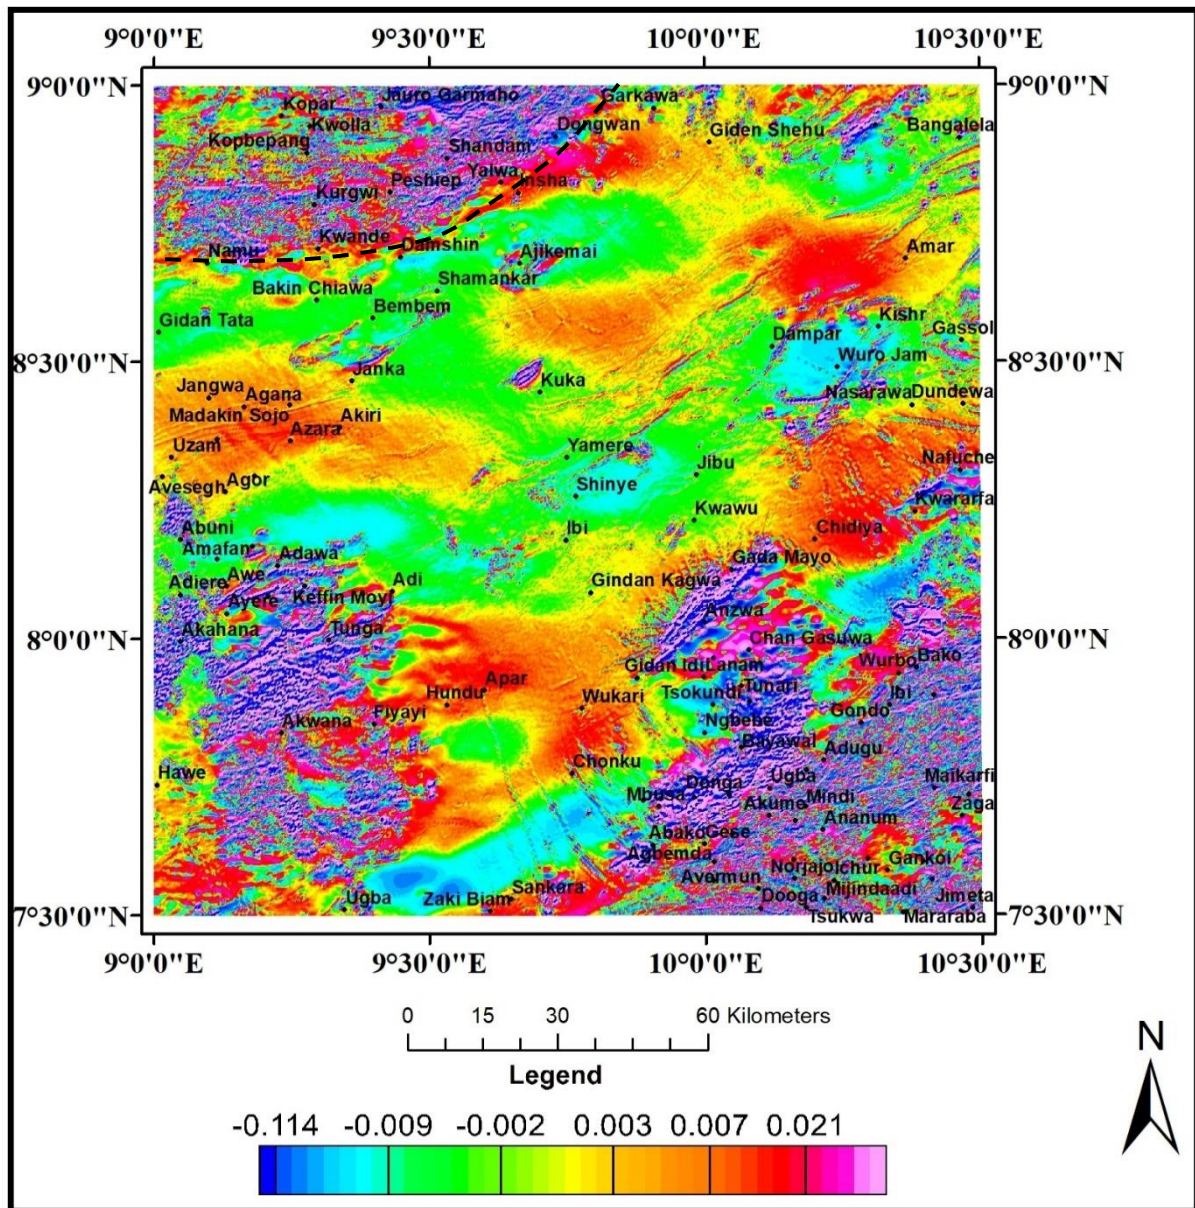 9°0'0"E 9°30'0"E 10°0'0"E 10°30'0"E
9°0'0"N 9°0'0"N
Jauro Garmaho Garkawa
Kopar
Kwolla Dongwan Giden Shehu Bangalela
Kopbepang
Shandam
Yalwa
Peshiep Insha
Kurgwi
Kwande Damshin Amar
Namu Ajikemai
Bakin Chiawa Shamankar
Bembem Kishr
Gidan Tata Dampar Gassol
8°30'0"N 8°30'0"N
Wuro Jam
Janka
Jangwa Kuka
Agana Nasarawa Dundewa
Madakin Sojo Akiri
Azara
Uzam Yamere
Jibu Nafuche
Agor Shinye
Avesegh Kwararfa
Kwawu
Abuni Ibi Chidiya
Amafan Adawa Gada Mayo
Adiere Awe Adi Gindan Kagwa
Keffin Moyi
Ayere Anzwa
Akahana Tunga
8°0'0"N Chan Gasuwa 8°0'0"N
Gidan Idi Lanam Wurbo Bako
Apar
Hundu Wukari Tsokundi Tunari Ibi
Fiyayi Gondo
Akwana Ngbebe
Bayawal Adugu
Chonku
Hawe Donga Ugba Maikarfi
Mbusa
Akume Mindi Zaga
Ananum
Abako Gese
Agbemda Gankoi
Norjajolchur
Avermun
Sankara Mijindaadi
Ugba Zaki Biam Dooga Jimeta
7°30'0"N Tsukwa Mararaba 7°30'0"N
9°0'0"E 9°30'0"E 10°0'0"E 10°30'0"E
0 15 30 60 Kilometers
N
Legend
-0.114 -0.009 -0.002 0.003 0.007 0.021